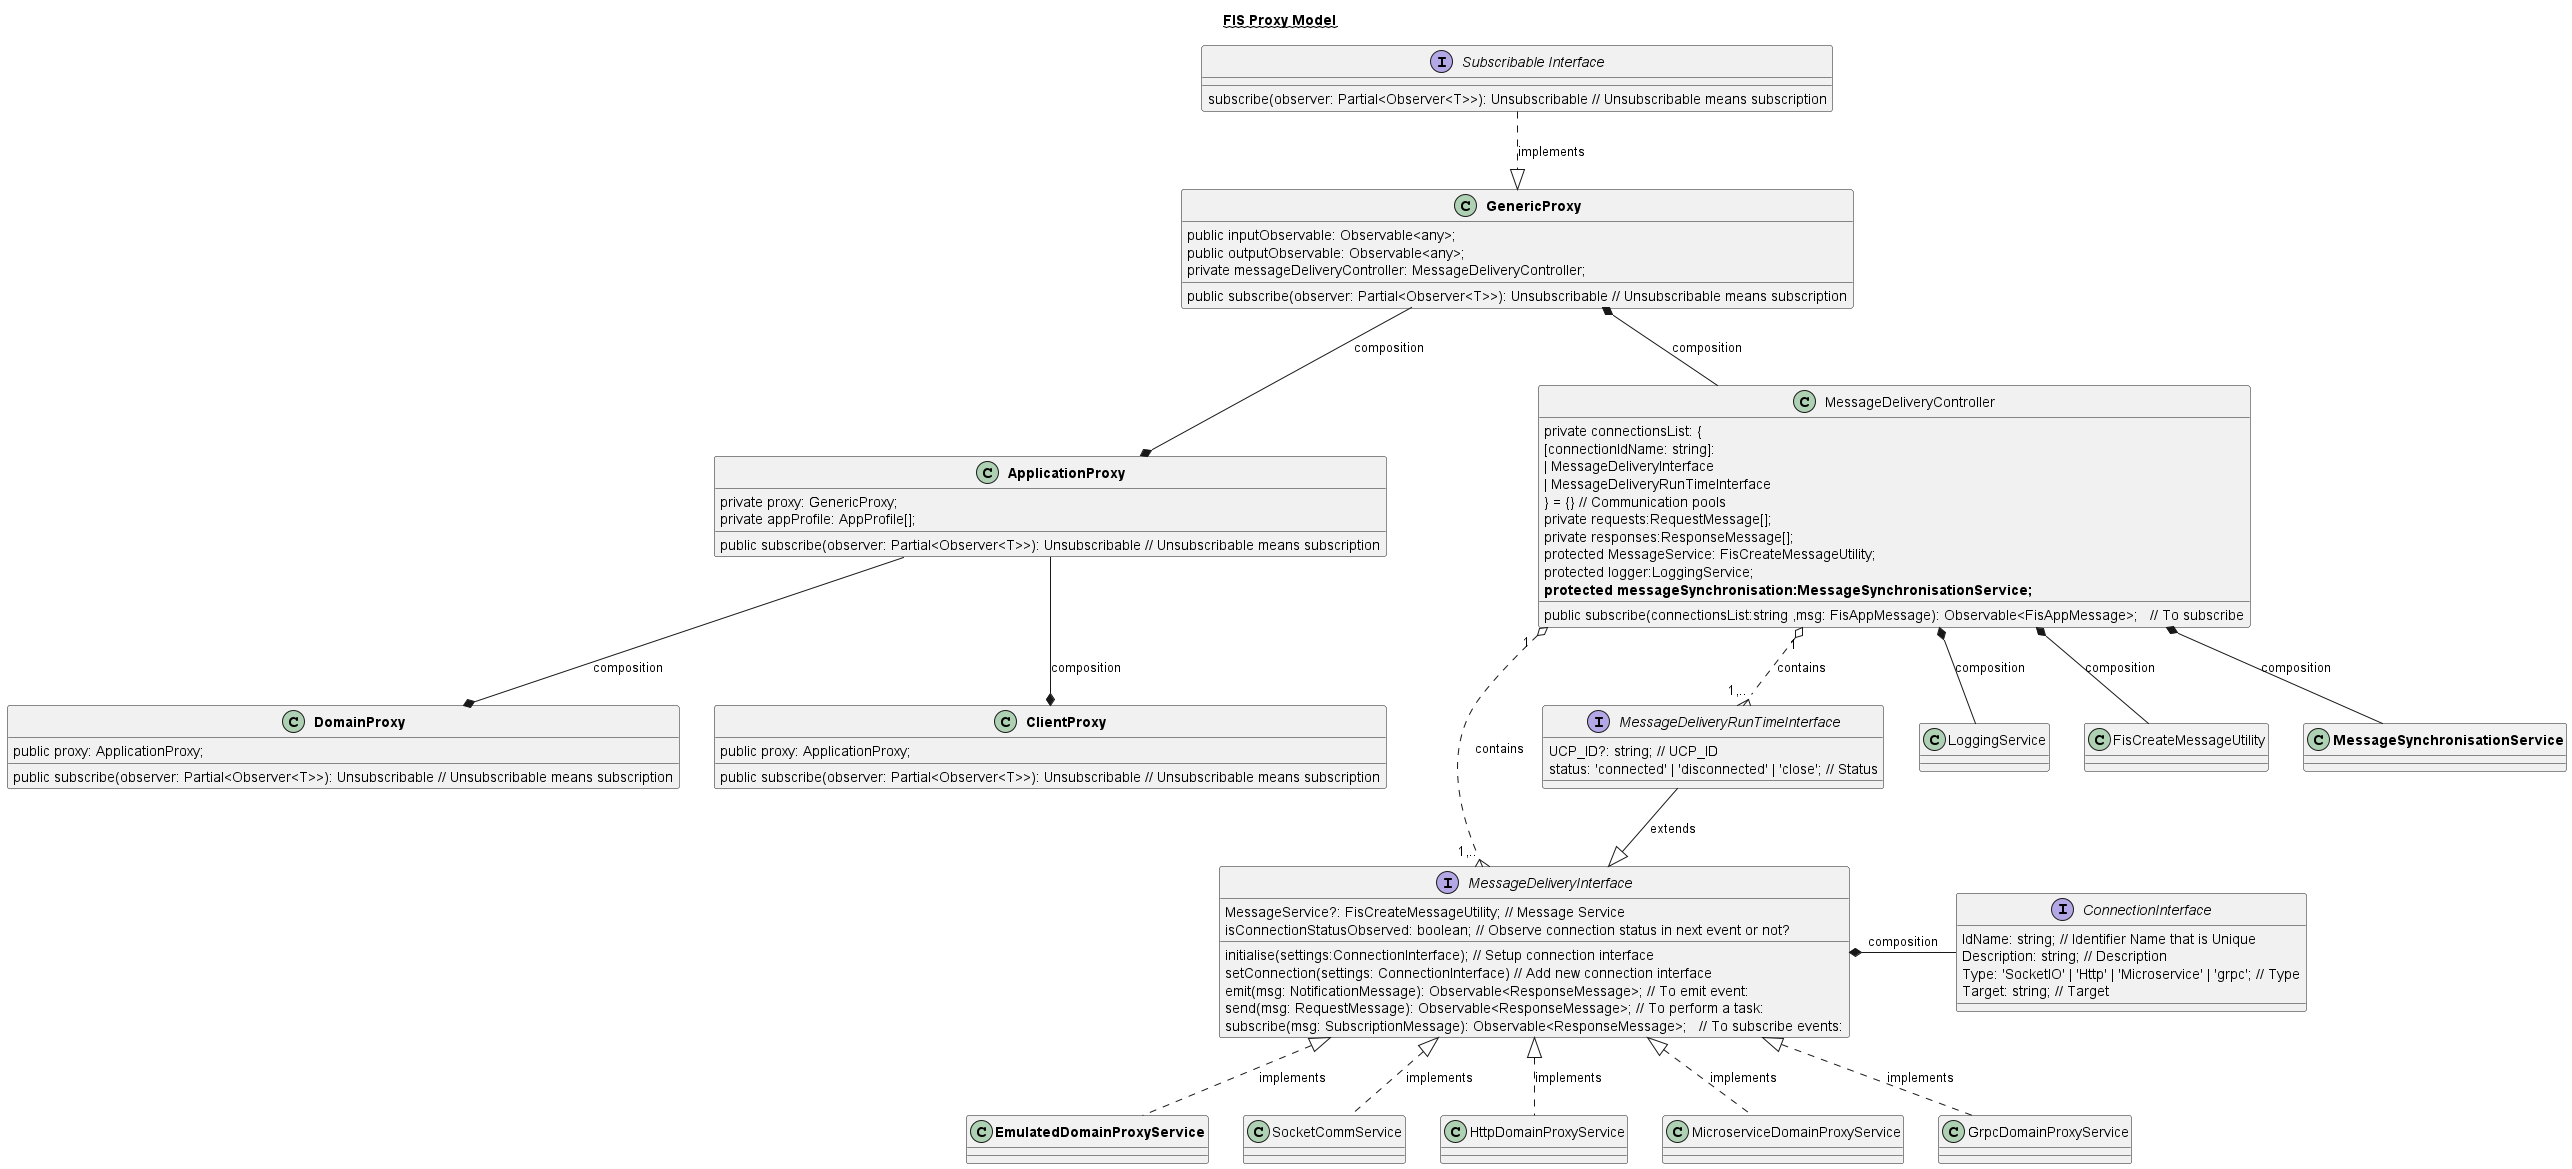 FIS Proxy Model
I Subscribable Interface
subscribe(observer: Partial<Observer<T>>): Unsubscribable // Unsubscribable means subscription
implements
C GenericProxy
public inputObservable: Observable<any>;
public outputObservable: Observable<any>;
private messageDeliveryController: MessageDeliveryController;
public subscribe(observer: Partial<Observer<T>>): Unsubscribable // Unsubscribable means subscription
composition
composition
C MessageDeliveryController
private connectionsList: {
[connectionIdName: string]:
| MessageDeliveryInterface
| MessageDeliveryRunTimeInterface
} = {} // Communication pools
private requests:RequestMessage[];
private responses:ResponseMessage[];
protected MessageService: FisCreateMessageUtility;
protected logger:LoggingService;
protected messageSynchronisation:MessageSynchronisationService;
public subscribe(connectionsList:string ,msg: FisAppMessage): Observable<FisAppMessage>;   // To subscribe
C ApplicationProxy
private proxy: GenericProxy;
private appProfile: AppProfile[];
public subscribe(observer: Partial<Observer<T>>): Unsubscribable // Unsubscribable means subscription
composition
composition
1
contains
1,..
1
contains
1,..
composition
composition
composition
C DomainProxy
public proxy: ApplicationProxy;
public subscribe(observer: Partial<Observer<T>>): Unsubscribable // Unsubscribable means subscription
C ClientProxy
public proxy: ApplicationProxy;
public subscribe(observer: Partial<Observer<T>>): Unsubscribable // Unsubscribable means subscription
I MessageDeliveryRunTimeInterface
UCP_ID?: string; // UCP_ID
status: 'connected' | 'disconnected' | 'close'; // Status
C LoggingService
C FisCreateMessageUtility
C MessageSynchronisationService
extends
I MessageDeliveryInterface
MessageService?: FisCreateMessageUtility; // Message Service
isConnectionStatusObserved: boolean; // Observe connection status in next event or not?
initialise(settings:ConnectionInterface); // Setup connection interface
setConnection(settings: ConnectionInterface) // Add new connection interface
emit(msg: NotificationMessage): Observable<ResponseMessage>; // To emit event:
send(msg: RequestMessage): Observable<ResponseMessage>; // To perform a task:
subscribe(msg: SubscriptionMessage): Observable<ResponseMessage>;   // To subscribe events:
composition
I ConnectionInterface
IdName: string; // Identifier Name that is Unique
Description: string; // Description
Type: 'SocketIO' | 'Http' | 'Microservice' | 'grpc'; // Type
Target: string; // Target
implements
implements
implements
implements
implements
C EmulatedDomainProxyService
C SocketCommService
C HttpDomainProxyService
C MicroserviceDomainProxyService
C GrpcDomainProxyService